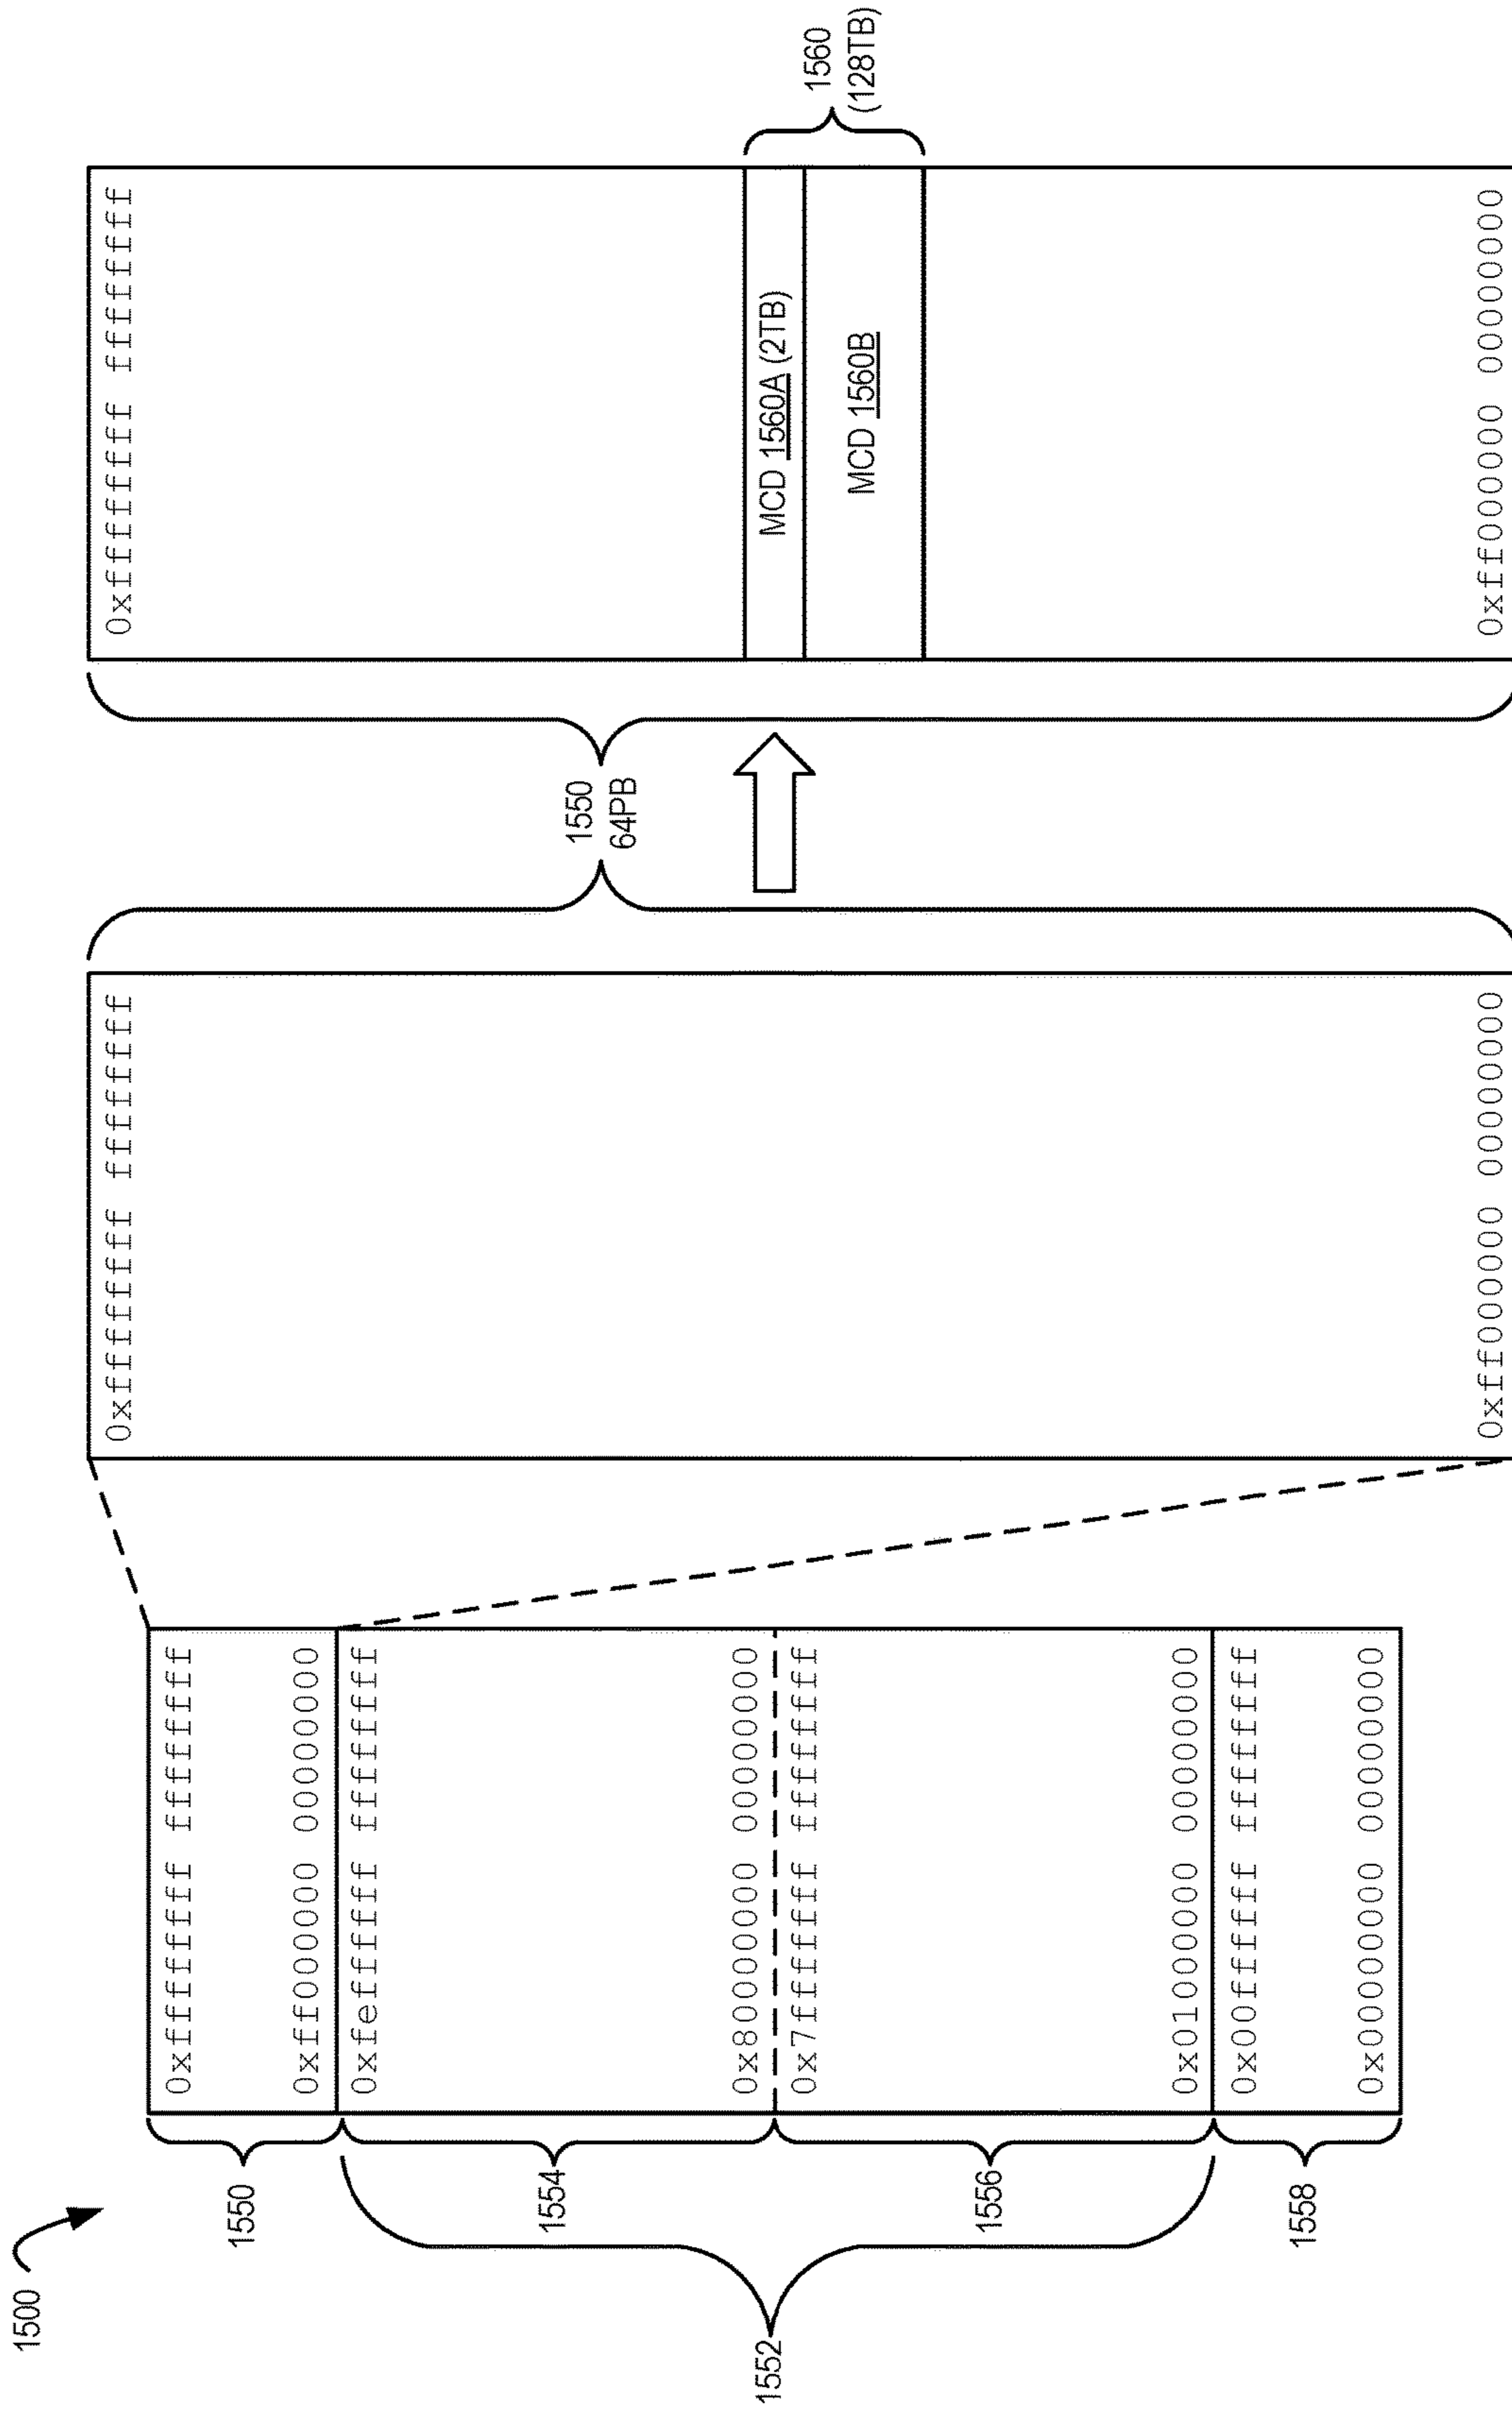 1500
1550
1552
1554
1556
1558
0xffffffff ffffffff
0xff000000 00000000
0xfeffffff ffffffff
0x80000000 00000000
0x7fffffff ffffffff
0x01000000 00000000
0x00ffffff ffffffff
0x00000000 00000000
0xffffffff ffffffff
0xff000000 00000000
1550
64PB
0xffffffff ffffffff
MCD 1560A (2TB)
MCD 1560B
0xff000000 00000000
1560
(128TB)